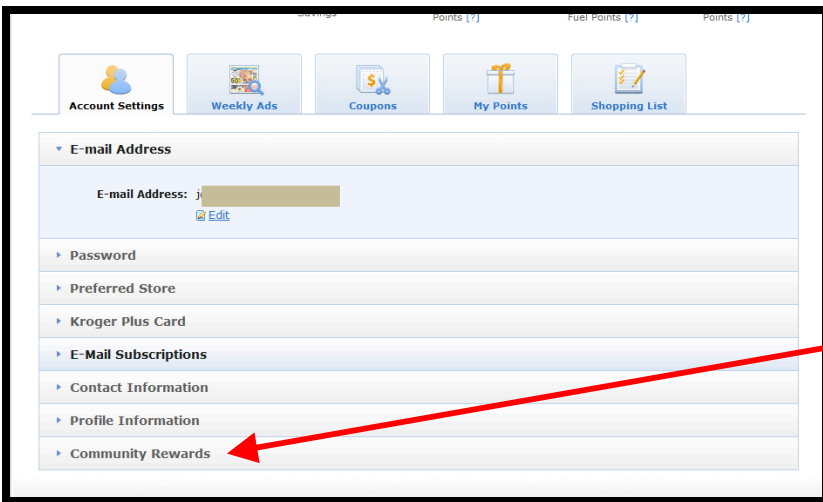 Savings Points [?] Fuel Points [?] Points [?]
Account Settings Weekly Ads Coupons My Points Shopping List
E-mail Address
E-mail Address: j
Edit
Password
Preferred Store
Kroger Plus Card
E-Mail Subscriptions
Contact Information
Profile Information
Community Rewards